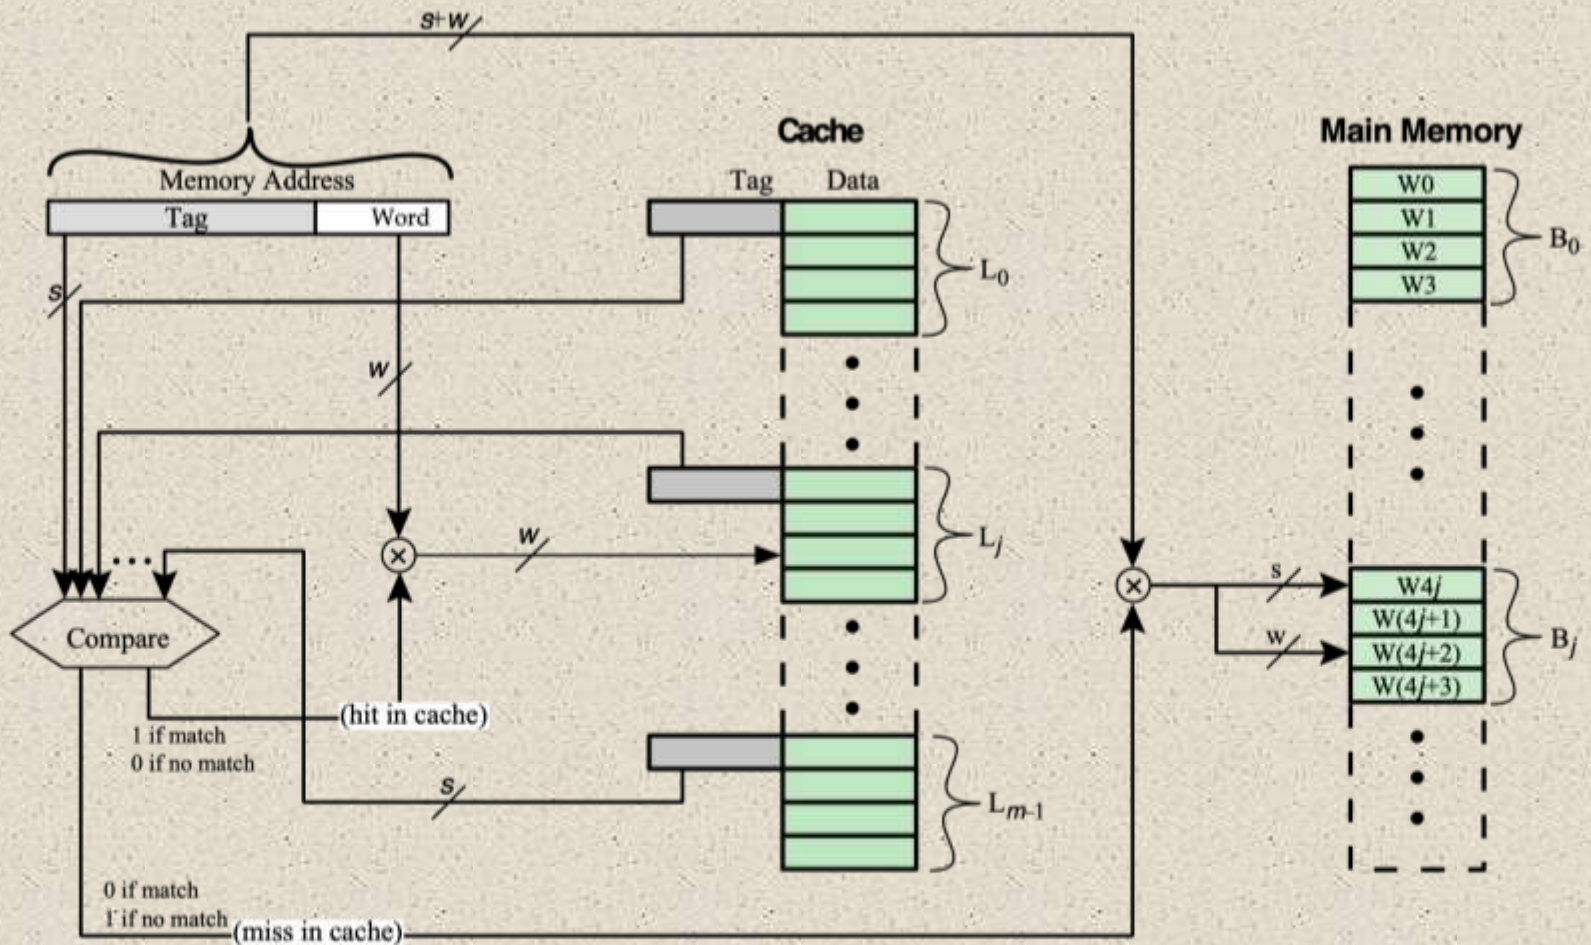 s+w
Cache
Main Memory
Memory Address
Tag Data
Tag Word
W0
W1
W2
W3
B0
L0
s
w
w
Lj
s
w
W4j
W(4j+1)
W(4j+2)
W(4j+3)
Bj
Compare
(hit in cache)
1 if match
0 if no match
s
Lm-1
0 if match
1 if no match
(miss in cache)